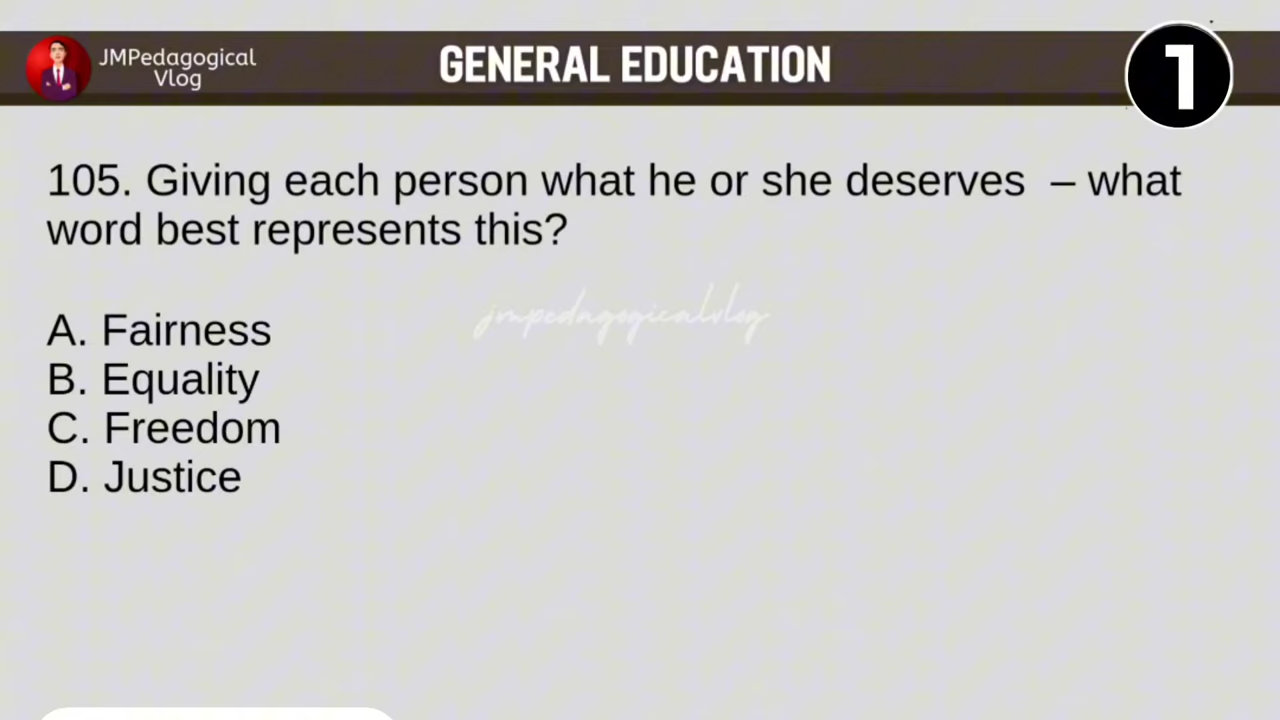 JMPedagogical
Vlog
GENERAL EDUCATION
1
105. Giving each person what he or she deserves – what
word best represents this?
jmpedagogicalvlog
A. Fairness
B. Equality
C. Freedom
D. Justice